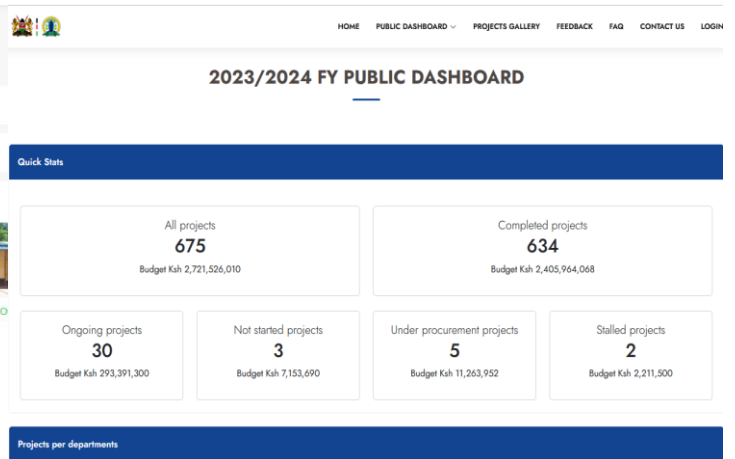 HOME PUBLIC DASHBOARD PROJECTS GALLERY FEEDBACK FAQ CONTACT US LOGIN
2023/2024 FY PUBLIC DASHBOARD
Quick Stats
All projects
675
Budget Ksh 2,721,526,010
Completed projects
634
Budget Ksh 2,405,964,068
Ongoing projects
30
Budget Ksh 293,391,300
Not started projects
3
Budget Ksh 7,153,690
Under procurement projects
5
Budget Ksh 11,263,952
Stalled projects
2
Budget Ksh 2,211,500
Projects per departments